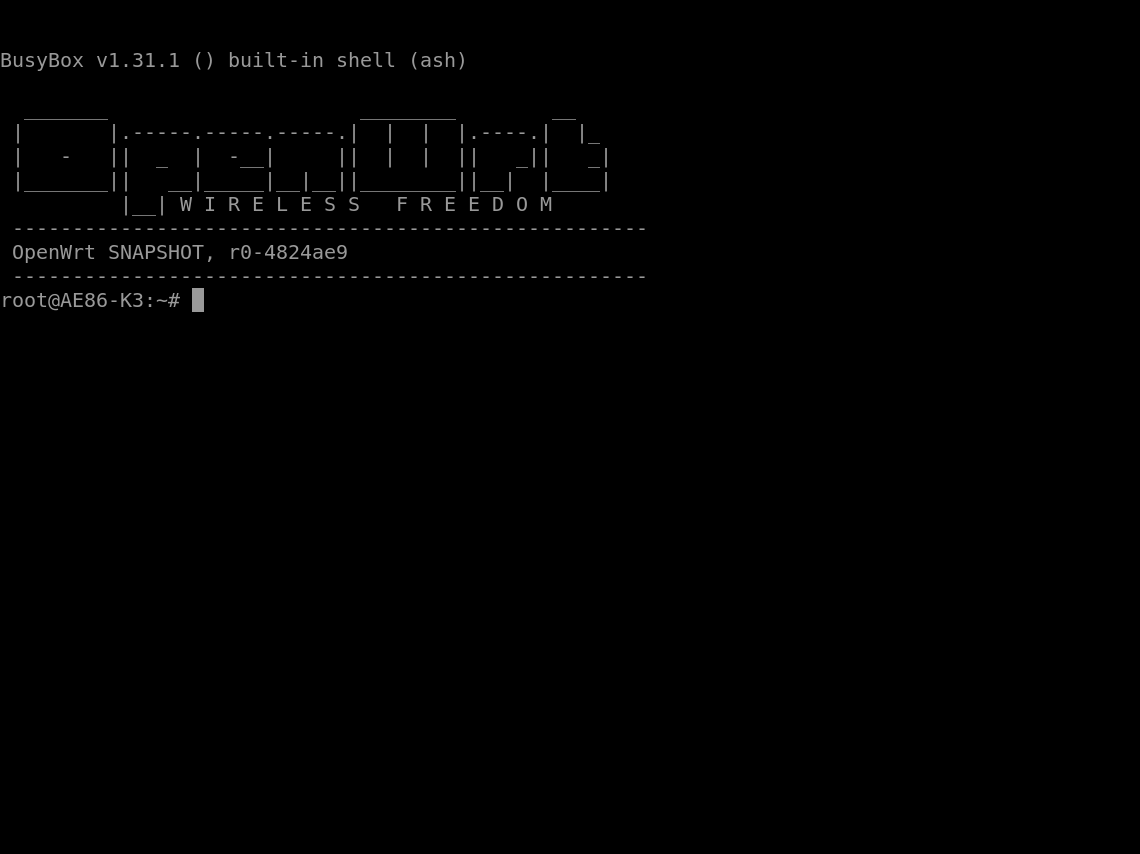 BusyBox v1.31.1 () built-in shell (ash)
  _______                     ________        __
 |       |.-----.-----.-----.|  |  |  |.----.|  |_
 |   -   ||  _  |  -__|     ||  |  |  ||   _||   _|
 |_______||   __|_____|__|__||________||__|  |____|
          |__| W I R E L E S S   F R E E D O M
 -----------------------------------------------------
 OpenWrt SNAPSHOT, r0-4824ae9
 -----------------------------------------------------
root@AE86-K3:~#